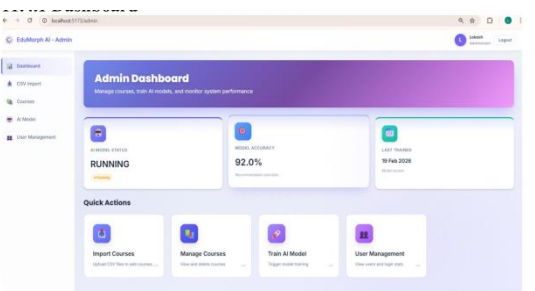 localhost:5173/admin
EduMorph AI - Admin
L
Lokesh
Administrator
Logout
Dashboard
CSV Import
Courses
AI Model
User Management
Admin Dashboard
Manage courses, train AI models, and monitor system performance
AI MODEL STATUS
RUNNING
MODEL ACCURACY
92.0%
LAST TRAINED
19 Feb 2026
Quick Actions
Import Courses
Upload CSV files to add courses
Manage Courses
View and delete courses
Train AI Model
Trigger model training
User Management
View users and login stats